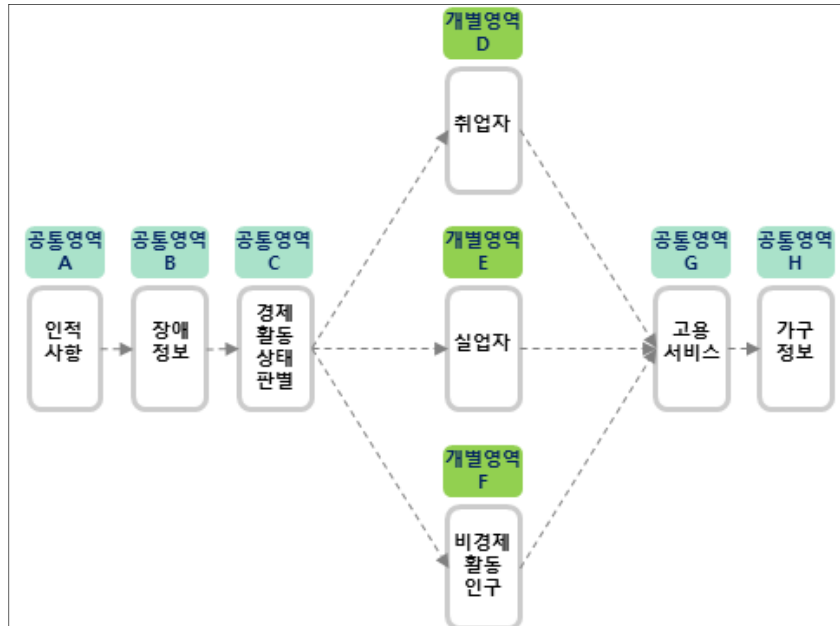 공통영역
A
인적
사항
공통영역
B
장애
정보
공통영역
C
경제
활동
상태
판별
개별영역
D
취업자
개별영역
E
실업자
개별영역
F
비경제
활동
인구
공통영역
G
고용
서비스
공통영역
H
가구
정보